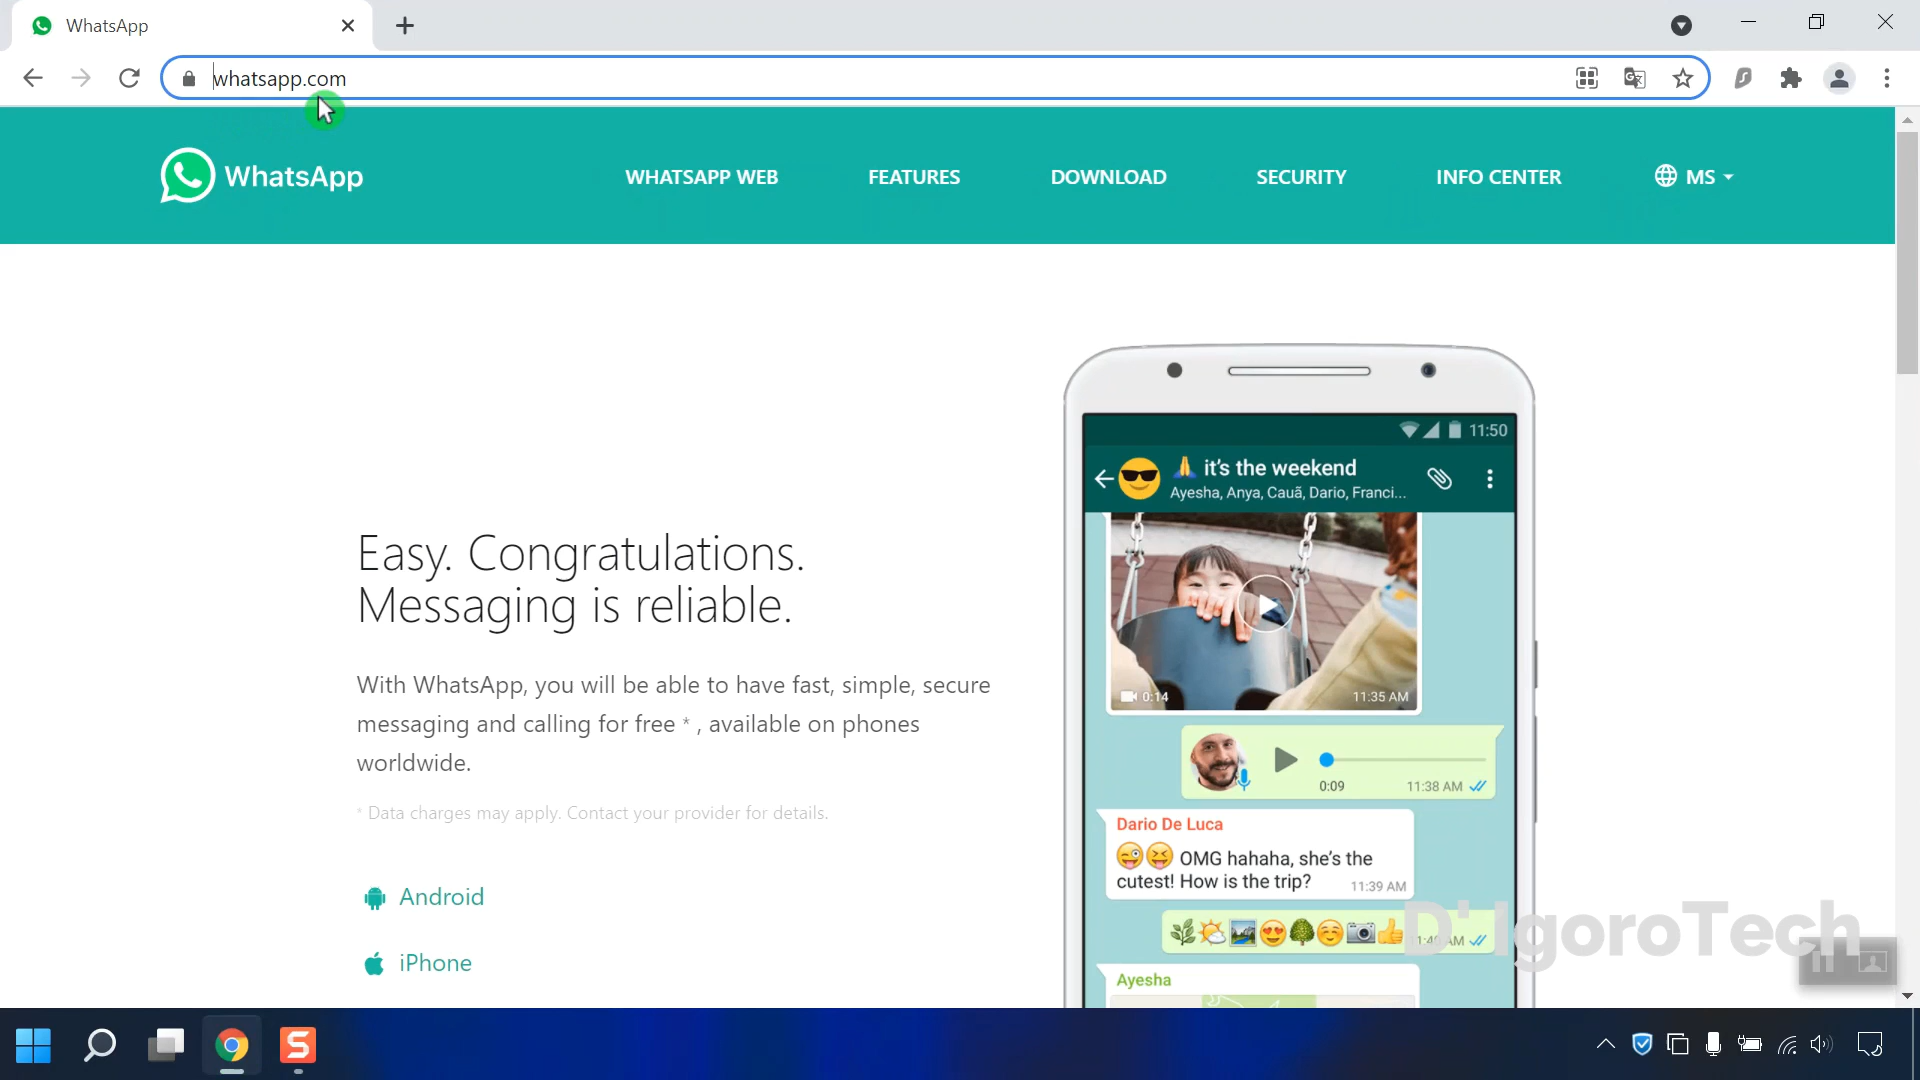 WhatsApp
whatsapp.com
WhatsApp
WHATSAPP WEB
FEATURES
DOWNLOAD
SECURITY
INFO CENTER
MS
11:50
it's the weekend
Ayesha, Anya, Cauã, Dario, Franci...
0:14
11:35 AM
Easy. Congratulations.
Messaging is reliable.
With WhatsApp, you will be able to have fast, simple, secure
messaging and calling for free * , available on phones
worldwide.
* Data charges may apply. Contact your provider for details.
Android
iPhone
0:09
11:38 AM
Dario De Luca
OMG hahaha, she's the
cutest! How is the trip?
11:39 AM
11:40 AM
D' IgoroTech
Ayesha